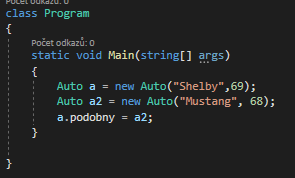 Počet odkazů: 0
class Program
{
Počet odkazů: 0
static void Main(string[] args)
{
Auto a = new Auto("Shelby",69);
Auto a2 = new Auto("Mustang", 68);
a.podobny = a2;
}
}